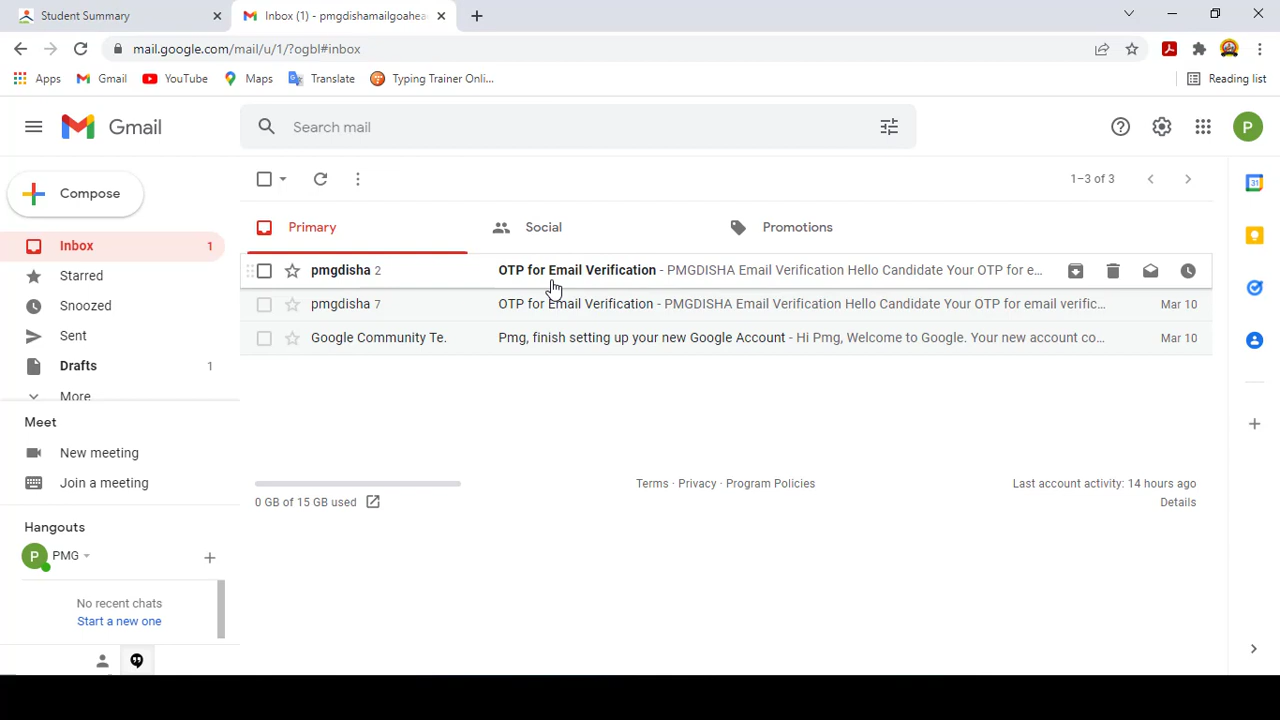 Student Summary
Inbox (1) - pmgdishamailgoahea
mail.google.com/mail/u/1/?ogbl#inbox
Apps
Gmail
YouTube
Maps
Translate
Typing Trainer Onli...
Reading list
Gmail
Search mail
P
Compose
1–3 of 3
31
Inbox 1
Primary
Social
Promotions
Starred
pmgdisha 2 OTP for Email Verification - PMGDISHA Email Verification Hello Candidate Your OTP for e...
Snoozed
pmgdisha 7 OTP for Email Verification - PMGDISHA Email Verification Hello Candidate Your OTP for email verific... Mar 10
Sent
Google Community Te. Pmg, finish setting up your new Google Account - Hi Pmg, Welcome to Google. Your new account co... Mar 10
Drafts 1
More
Meet
New meeting
Join a meeting
Terms · Privacy · Program Policies
Last account activity: 14 hours ago
0 GB of 15 GB used
Details
Hangouts
P PMG
No recent chats
Start a new one